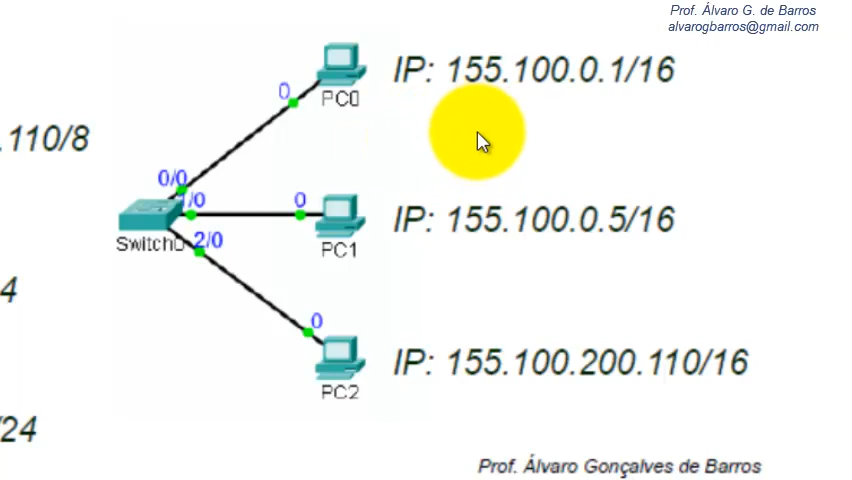 Prof. Álvaro G. de Barros
alvarogbarros@gmail.com
IP: 155.100.0.1/16
0
PC0
.110/8
0/0
1/0
0
IP: 155.100.0.5/16
Switch0
2/0
PC1
4
0
IP: 155.100.200.110/16
PC2
/24
Prof. Álvaro Gonçalves de Barros